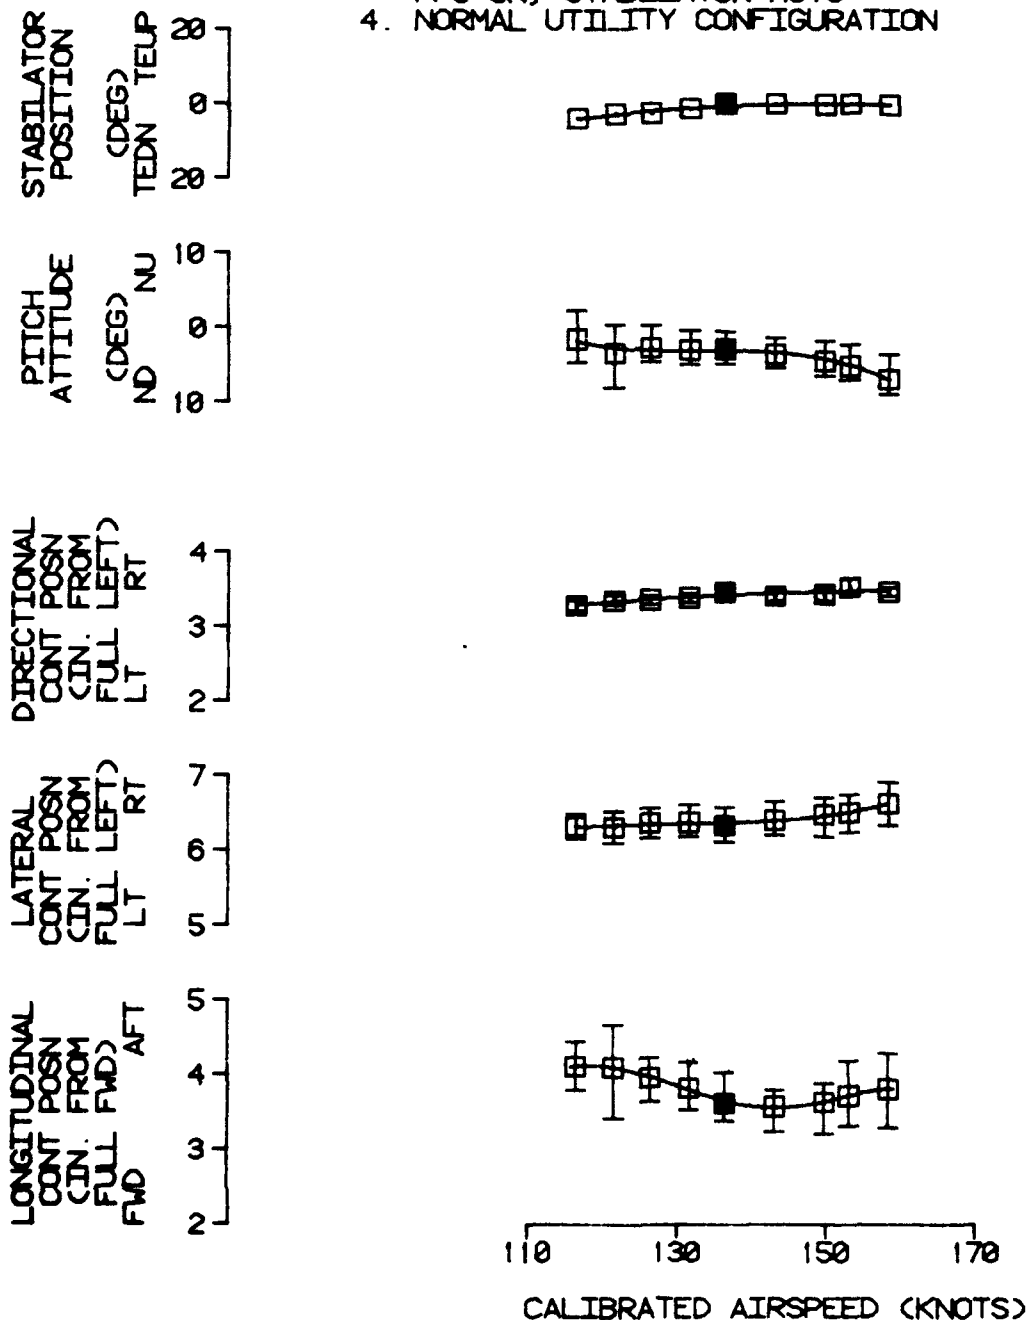 4. NORMAL UTILITY CONFIGURATION
STABILATOR
POSITION
(DEG)
TEDN TEUP
20
0
20
PITCH
ATTITUDE
(DEG)
ND NU
10
0
10
DIRECTIONAL
CONT POSN
(IN. FROM
FULL LEFT)
LT RT
4
3
2
LATERAL
CONT POSN
(IN. FROM
FULL LEFT)
LT RT
7
6
5
LONGITUDINAL
CONT POSN
(IN. FROM
FULL FWD)
FWD AFT
5
4
3
2
110 130 150 170
CALIBRATED AIRSPEED (KNOTS)